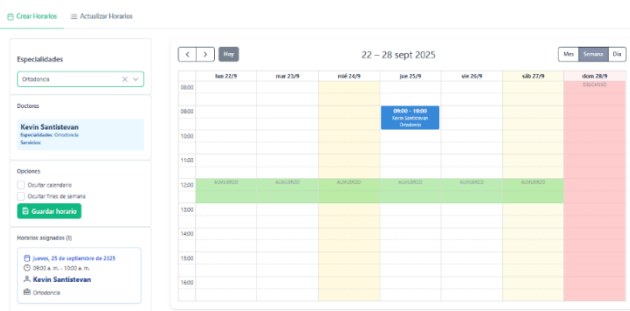 Crear Horarios
Actualizar Horarios
Especialidades
Ortodoncia
Doctores
Kevin Santistevan
Especialidades: Ortodoncia
Servicios:
Opciones
Ocultar calendario
Ocultar fines de semana
Guardar horario
Horarios asignados (1)
jueves, 25 de septiembre de 2025
09:00 a. m. - 10:00 a. m.
Kevin Santistevan
Ortodoncia
Hoy
22 – 28 sept 2025
Mes Semana Día
lun 22/9 mar 23/9 mié 24/9 jue 25/9 vie 26/9 sáb 27/9 dom 28/9
08:00
09:00
09:00 - 10:00
Kevin Santistevan
Ortodoncia
10:00
11:00
12:00 ALMUERZO ALMUERZO ALMUERZO ALMUERZO ALMUERZO ALMUERZO
13:00
14:00
15:00
16:00